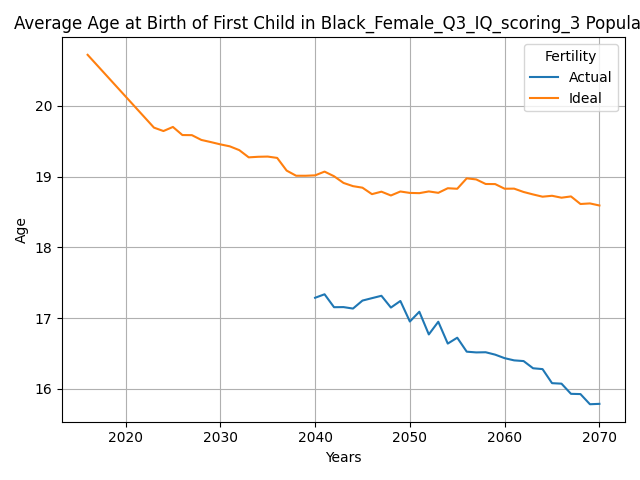 Average Age at Birth of First Child in Black_Female_Q3_IQ_scoring_3 Popula
Fertility
Actual
Ideal
Age
20
19
18
17
16
2020 2030 2040 2050 2060 2070
Years